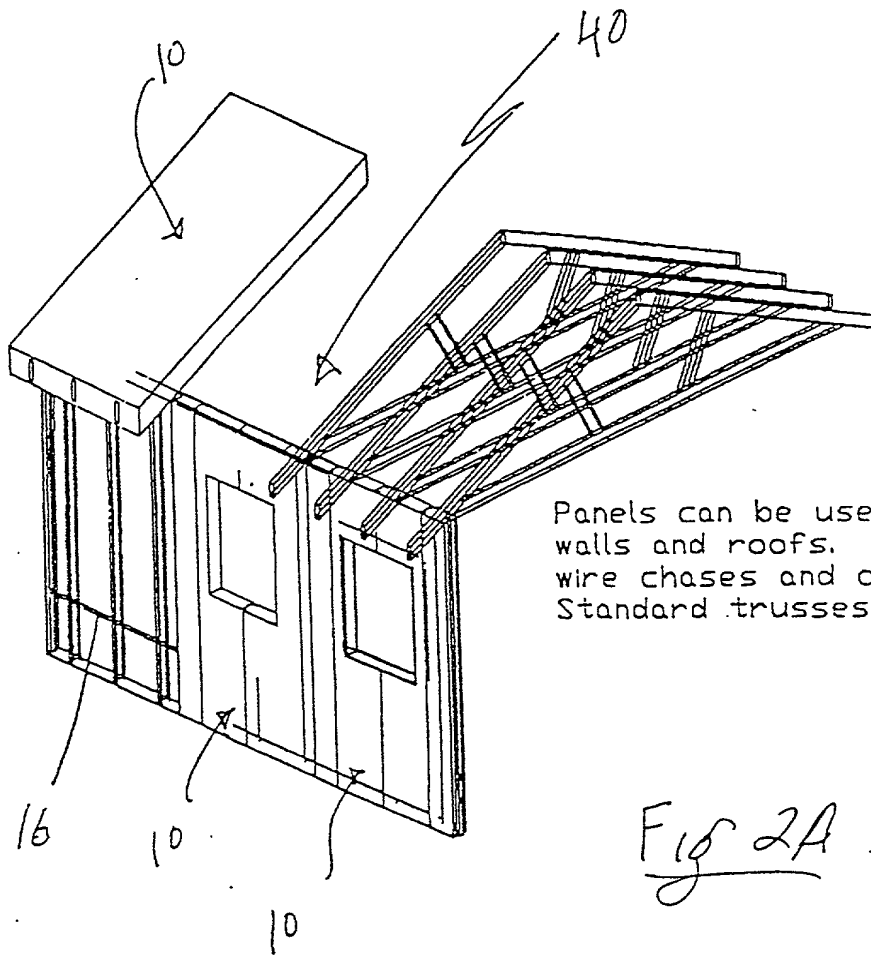 40
10
Panels can be use
walls and roofs.
wire chases and c
Standard trusses
16
10
10
Fig 2A